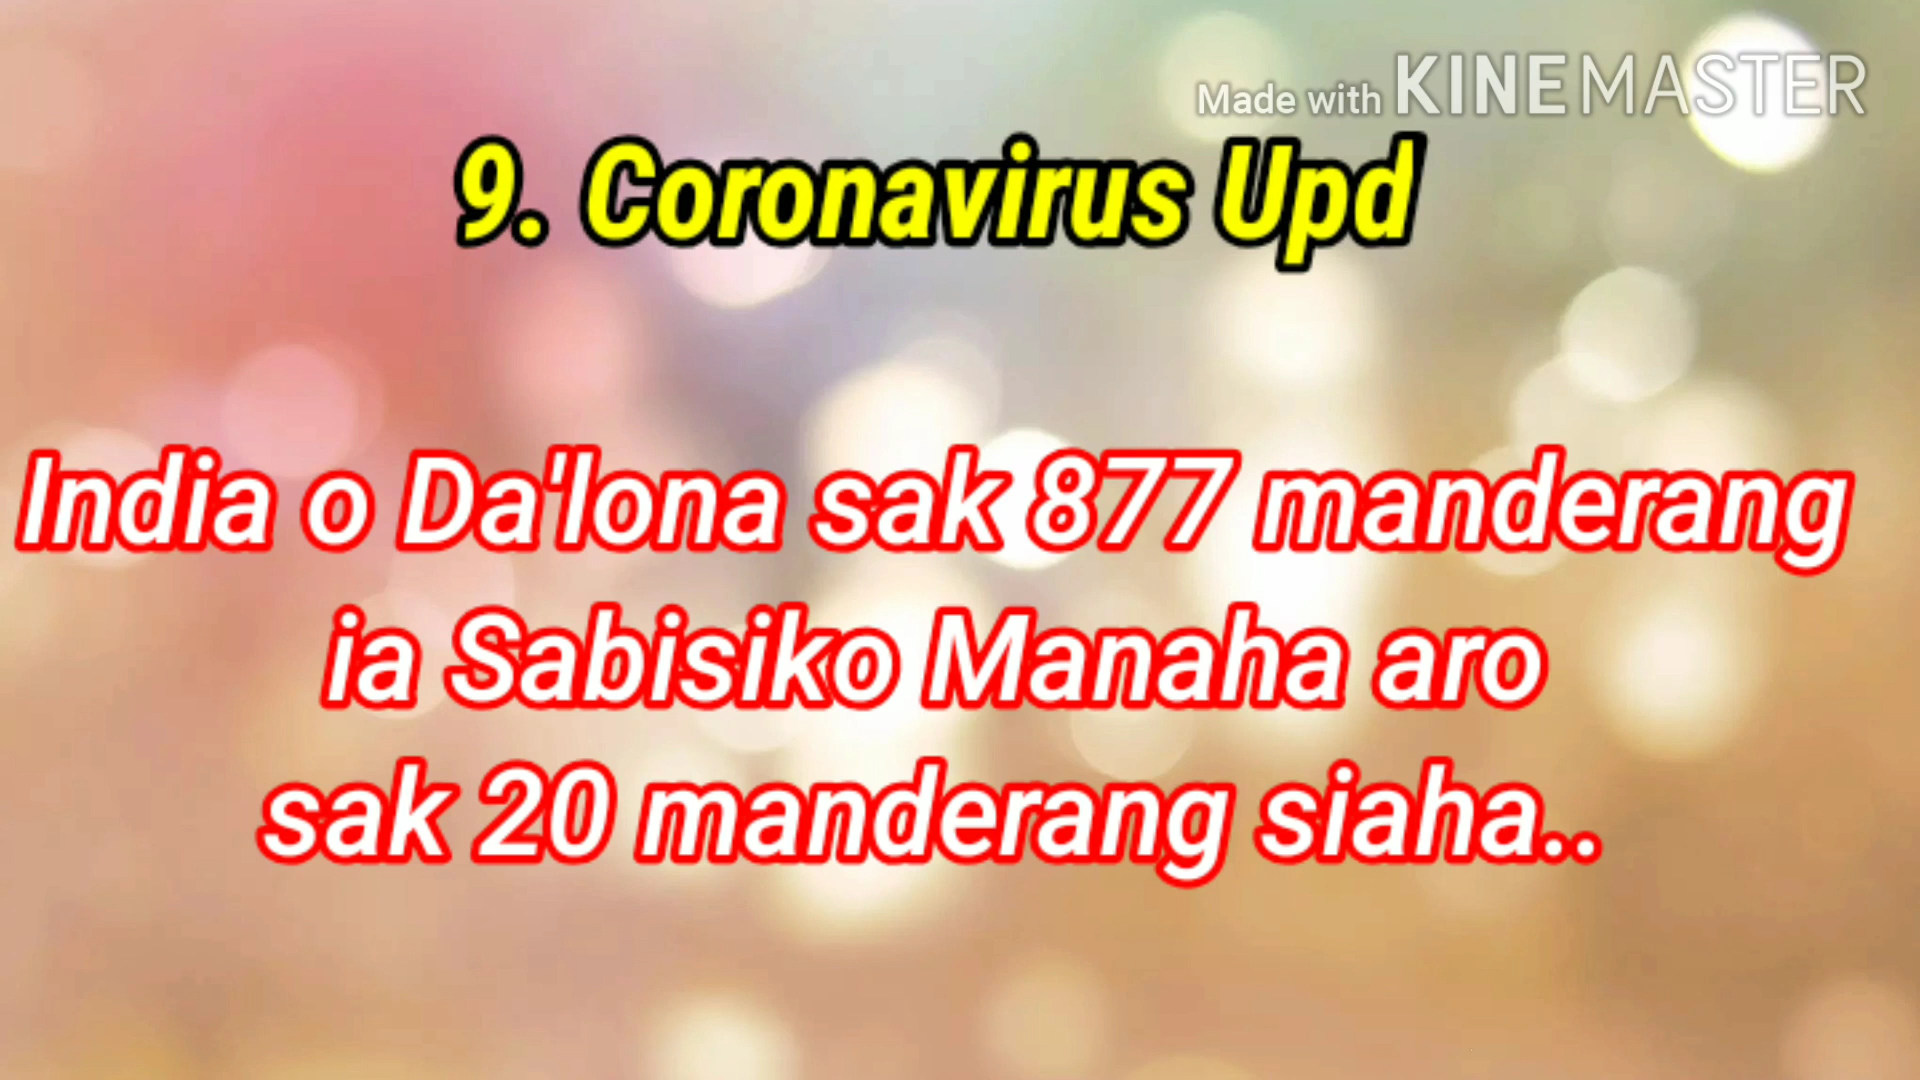 Made with KINEMASTER
9. Coronavirus Upd
India o Da'lona sak 877 manderang
ia Sabisiko Manaha aro
sak 20 manderang siaha..